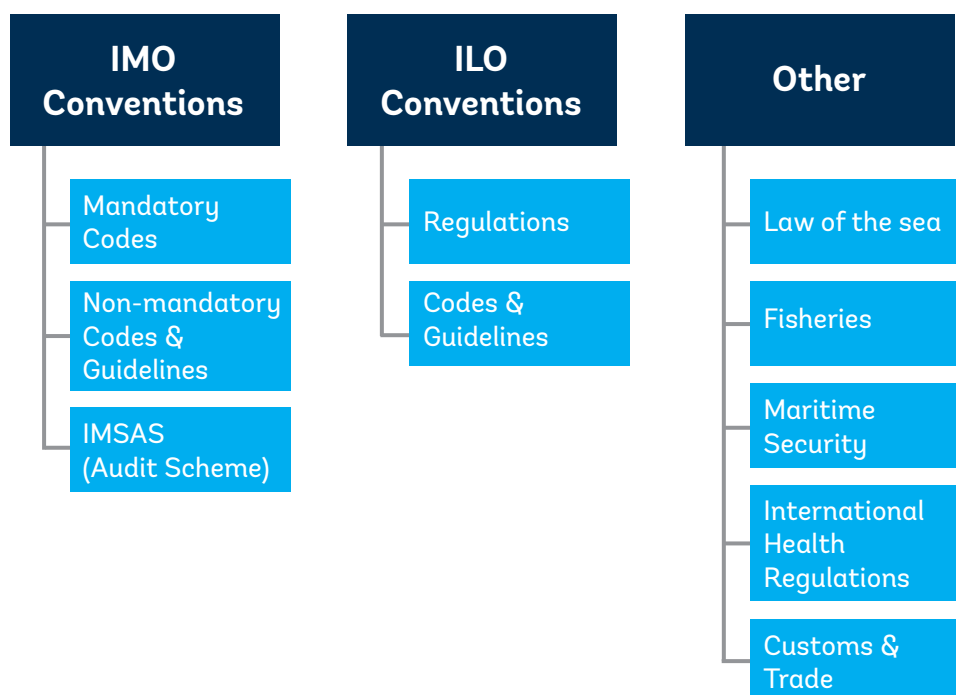 IMO
Conventions
Mandatory
Codes
Non-mandatory
Codes &
Guidelines
IMSAS
(Audit Scheme)
ILO
Conventions
Regulations
Codes &
Guidelines
Other
Law of the sea
Fisheries
Maritime
Security
International
Health
Regulations
Customs &
Trade